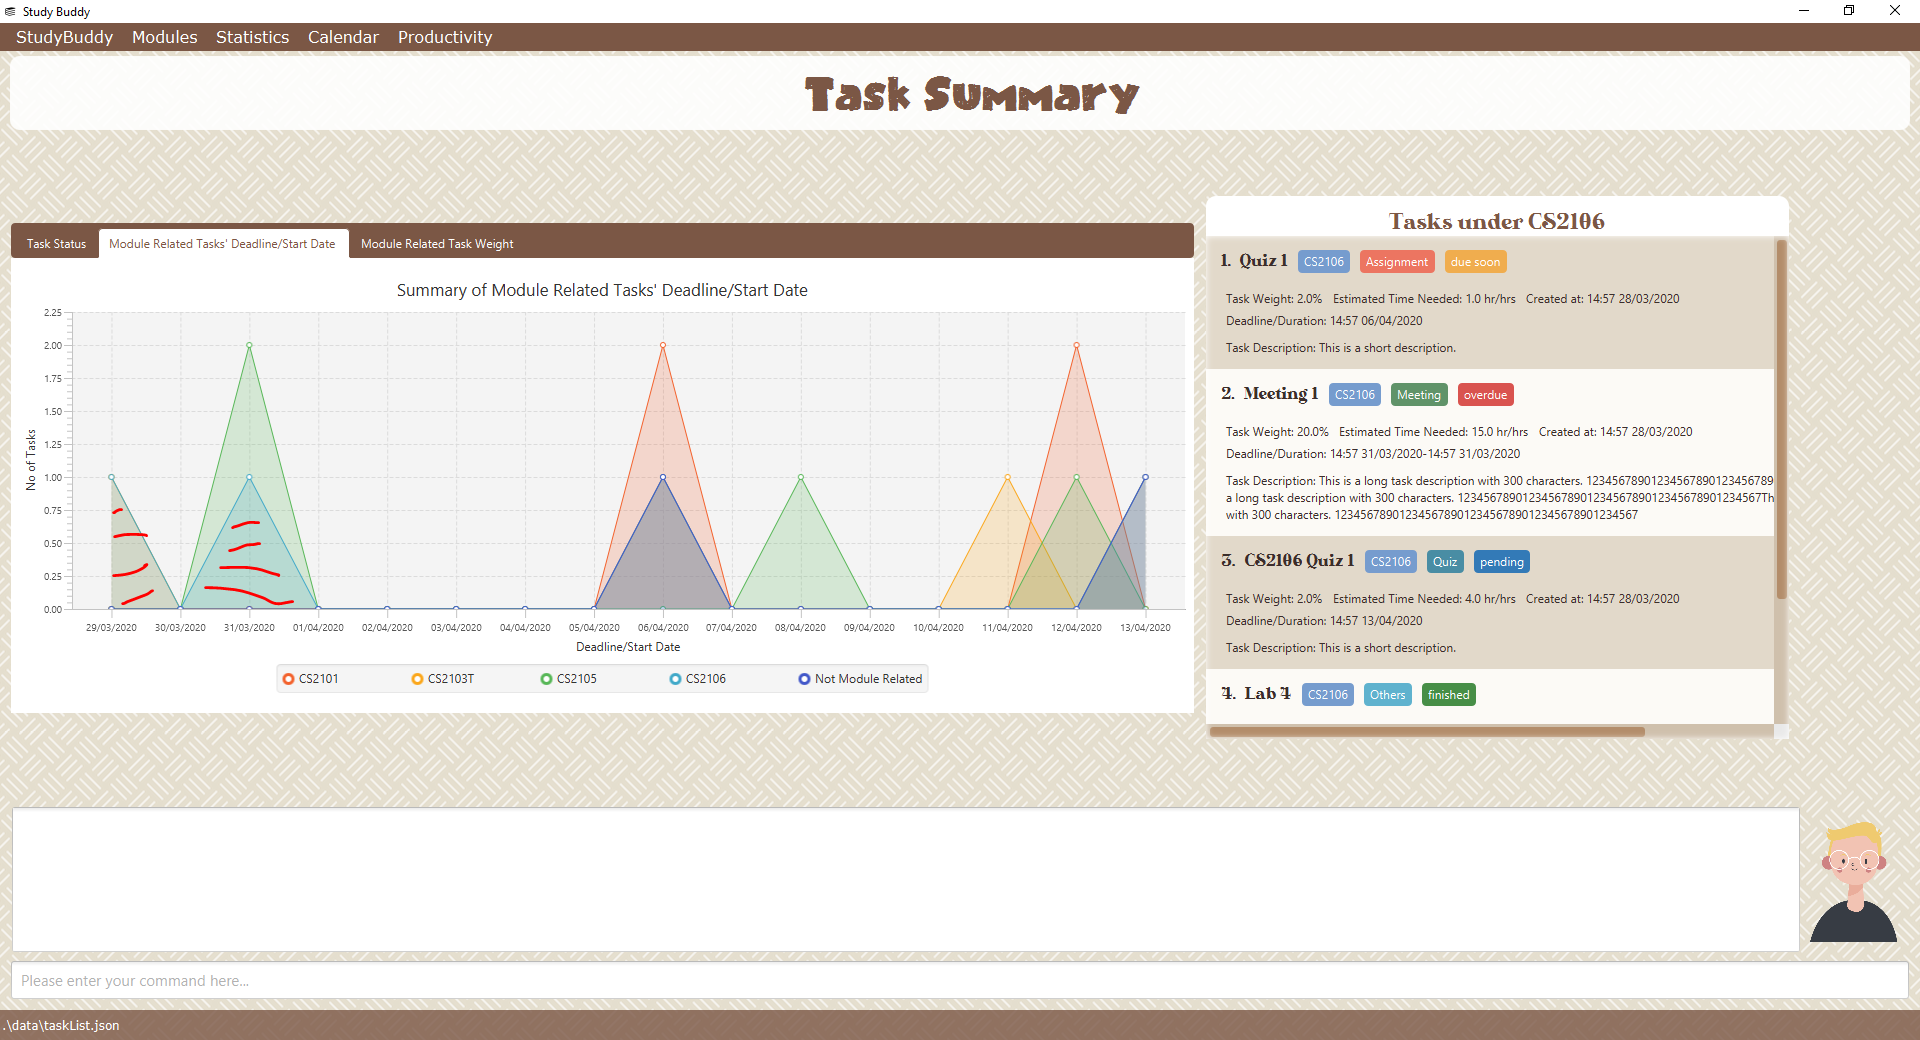 Study Buddy
StudyBuddy Modules Statistics Calendar Productivity
Task Summary
Task Status Module Related Tasks' Deadline/Start Date Module Related Task Weight
Summary of Module Related Tasks' Deadline/Start Date
2.25
2.00
1.75
1.50
1.25
1.00
0.75
0.50
0.25
0.00
No of Tasks
29/03/2020 30/03/2020 31/03/2020 01/04/2020 02/04/2020 03/04/2020 04/04/2020 05/04/2020 06/04/2020 07/04/2020 08/04/2020 09/04/2020 10/04/2020 11/04/2020 12/04/2020 13/04/2020
Deadline/Start Date
CS2101 CS2103T CS2105 CS2106 Not Module Related
Tasks under CS2106
1. Quiz 1 CS2106 Assignment due soon
Task Weight: 2.0% Estimated Time Needed: 1.0 hr/hrs Created at: 14:57 28/03/2020
Deadline/Duration: 14:57 06/04/2020
Task Description: This is a short description.
2. Meeting 1 CS2106 Meeting overdue
Task Weight: 20.0% Estimated Time Needed: 15.0 hr/hrs Created at: 14:57 28/03/2020
Deadline/Duration: 14:57 31/03/2020-14:57 31/03/2020
Task Description: This is a long task description with 300 characters. 12345678901234567890123456789
a long task description with 300 characters. 12345678901234567890123456789012345678901234567Th
with 300 characters. 12345678901234567890123456789012345678901234567
3. CS2106 Quiz 1 CS2106 Quiz pending
Task Weight: 2.0% Estimated Time Needed: 4.0 hr/hrs Created at: 14:57 28/03/2020
Deadline/Duration: 14:57 13/04/2020
Task Description: This is a short description.
4. Lab 4 CS2106 Others finished
Please enter your command here...
.\data\taskList.json